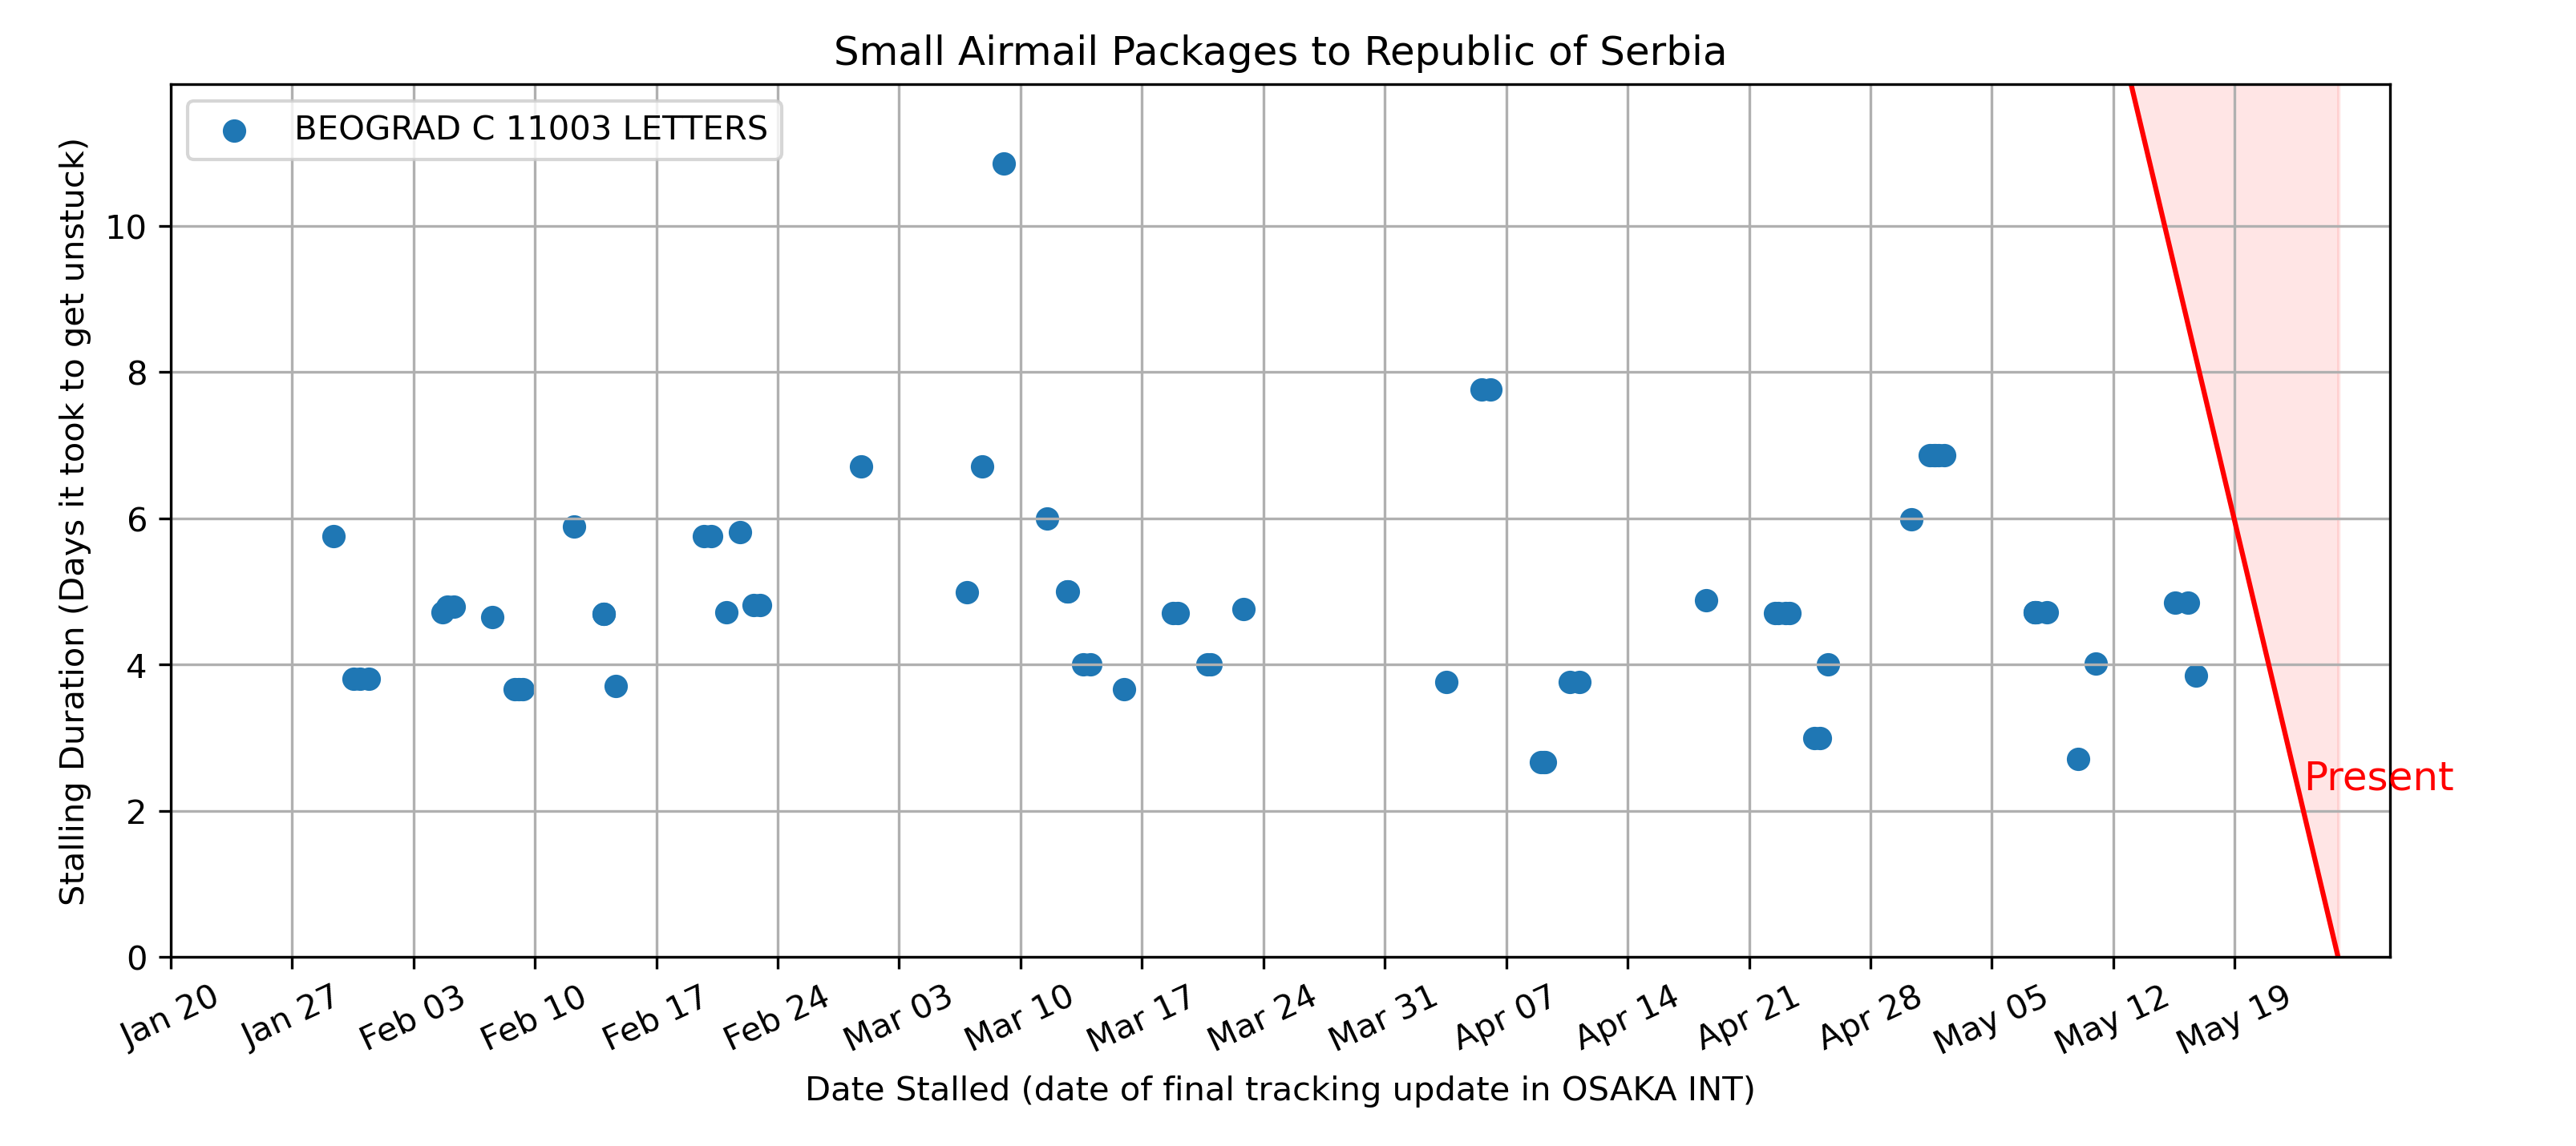 Small Airmail Packages to Republic of Serbia
BEOGRAD C 11003 LETTERS
Stalling Duration (Days it took to get unstuck)
10
8
6
4
2
0
Present
Jan 20
Jan 27
Feb 03
Feb 10
Feb 17
Feb 24
Mar 03
Mar 10
Mar 17
Mar 24
Mar 31
Apr 07
Apr 14
Apr 21
Apr 28
May 05
May 12
May 19
Date Stalled (date of final tracking update in OSAKA INT)